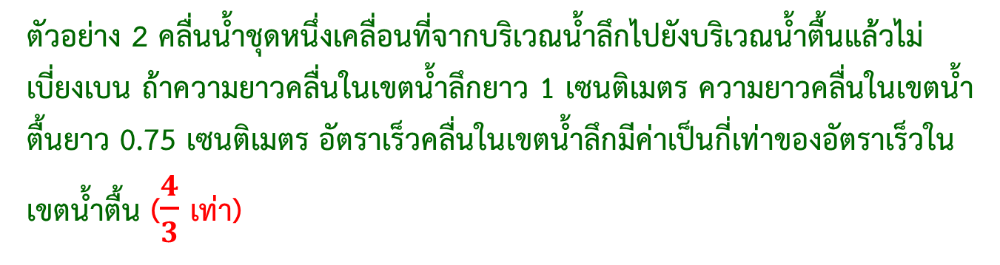 ตัวอย่าง 2 คลื่นน้ำชุดหนึ่งเคลื่อนที่จากบริเวณน้ำลึกไปยังบริเวณน้ำตื้นแล้วไม่
เบี่ยงเบน ถ้าความยาวคลื่นในเขตน้ำลึกยาว 1 เซนติเมตร ความยาวคลื่นในเขตน้ำ
ตื้นยาว 0.75 เซนติเมตร อัตราเร็วคลื่นในเขตน้ำลึกมีค่าเป็นกี่เท่าของอัตราเร็วใน
เขตน้ำตื้น (4/3 เท่า)